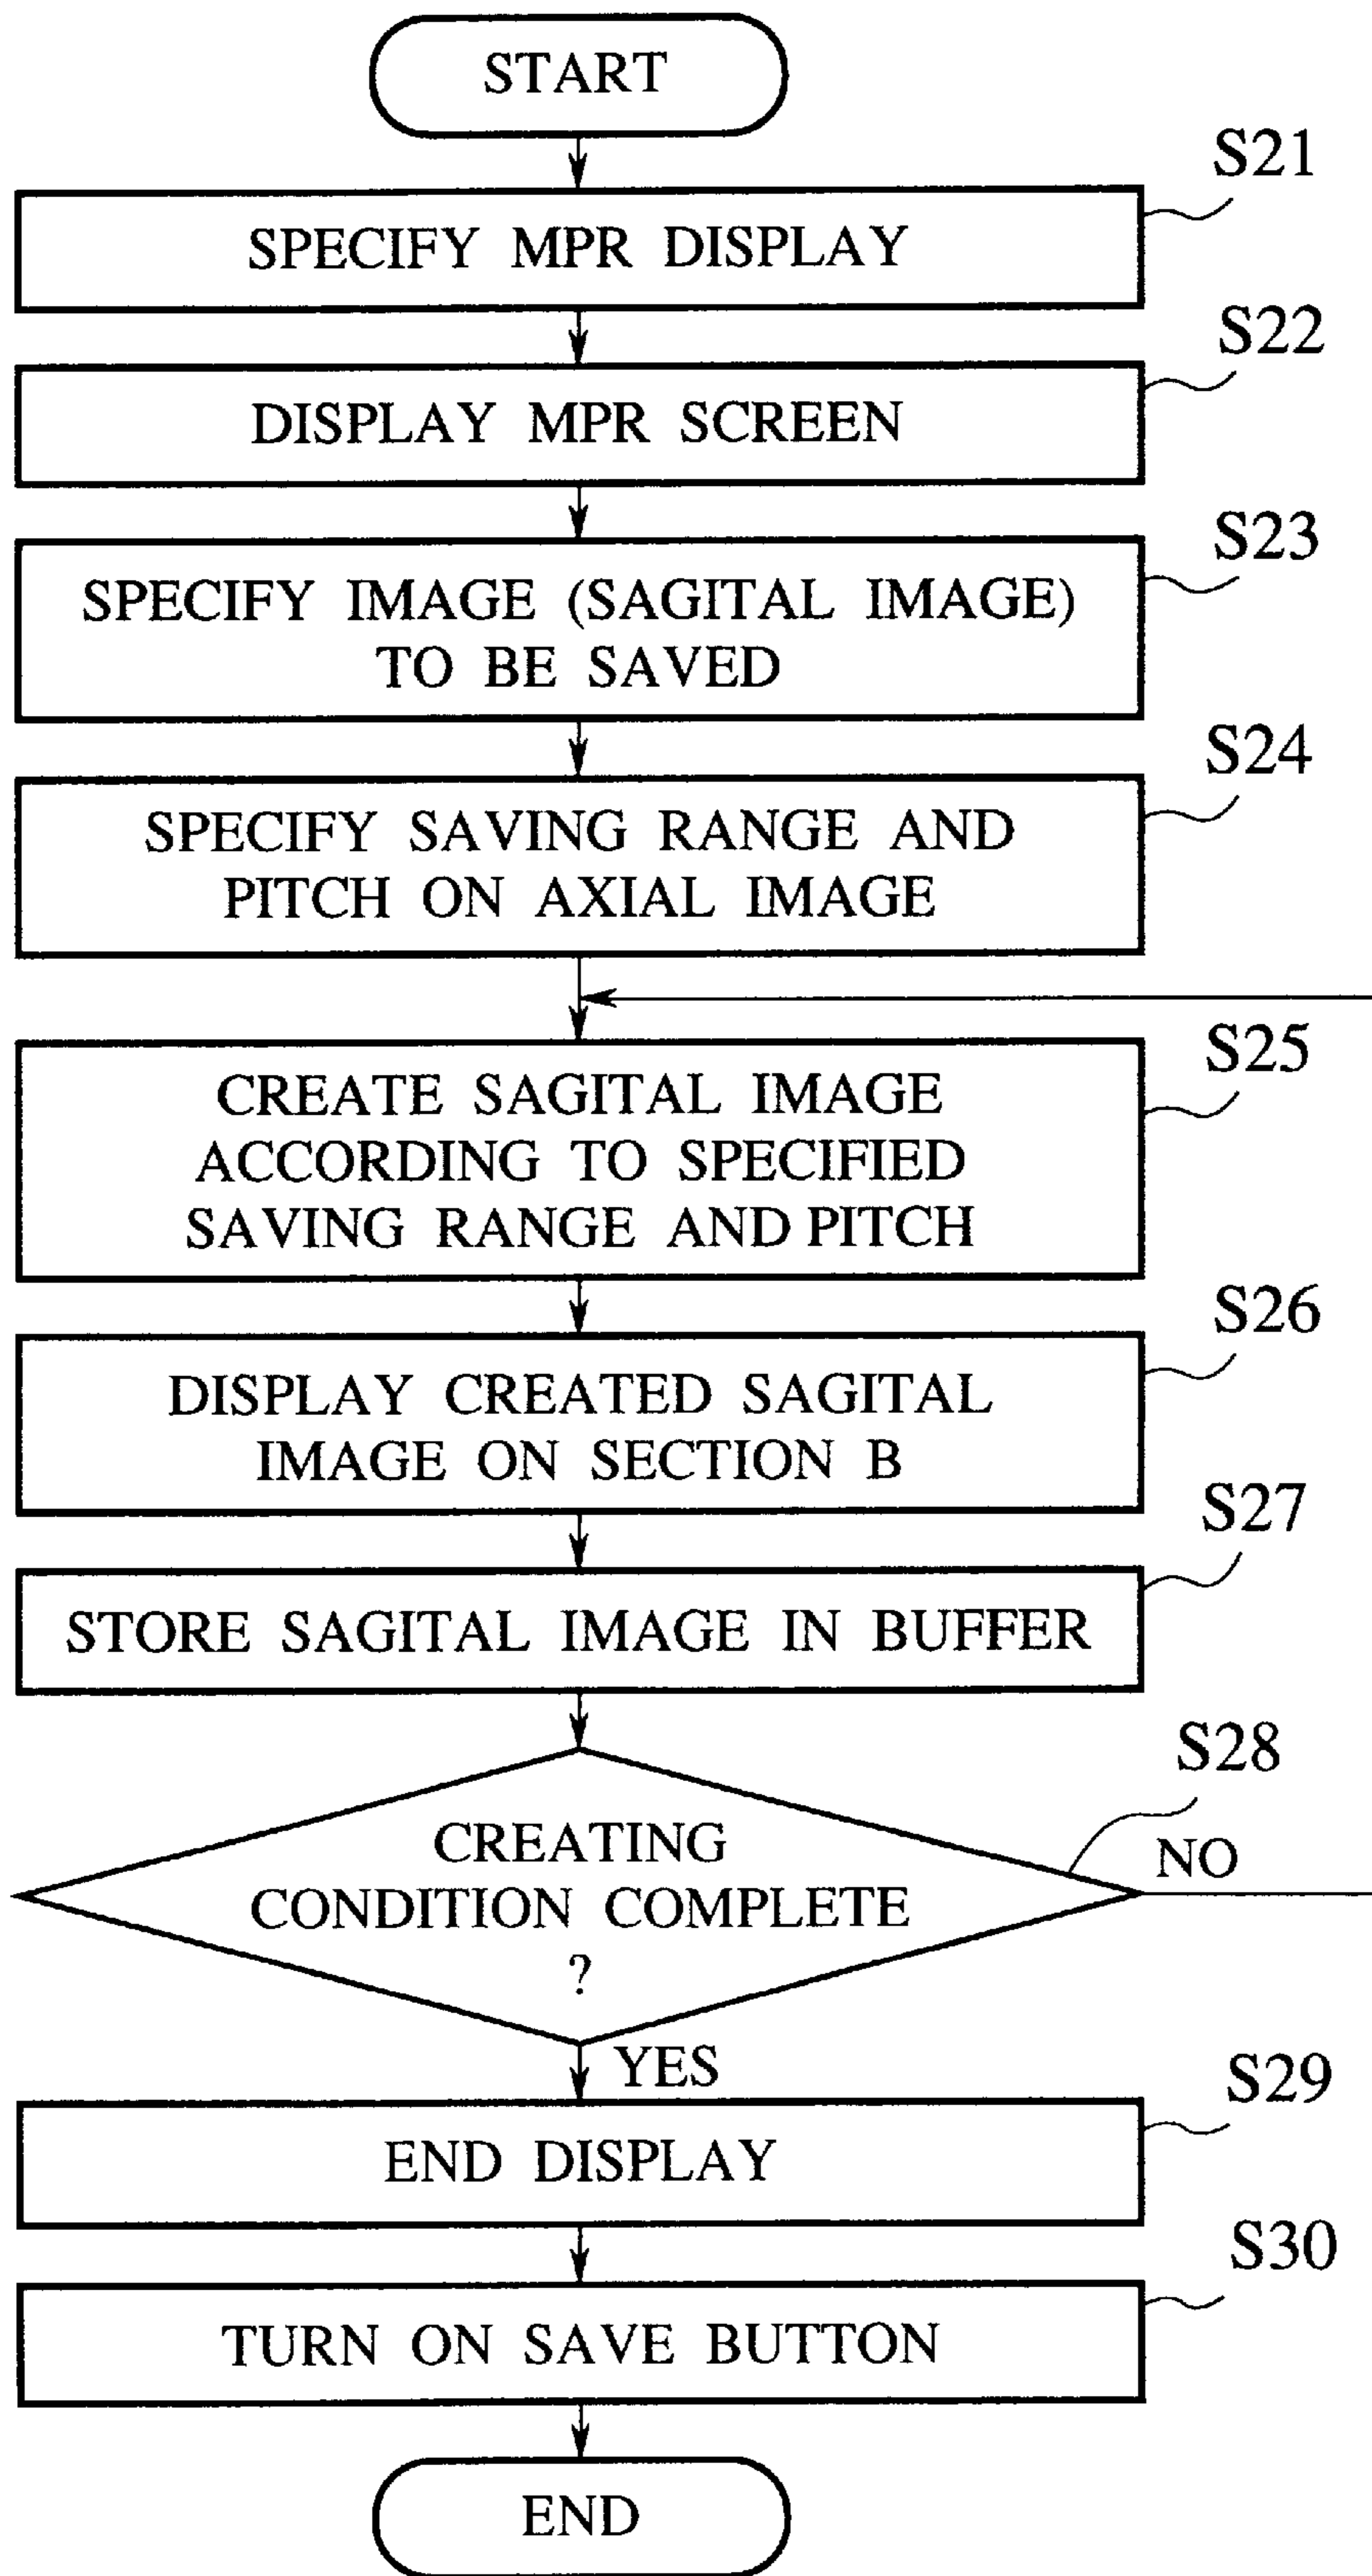 START
S21
SPECIFY MPR DISPLAY
S22
DISPLAY MPR SCREEN
S23
SPECIFY IMAGE (SAGITAL IMAGE)
TO BE SAVED
S24
SPECIFY SAVING RANGE AND
PITCH ON AXIAL IMAGE
S25
CREATE SAGITAL IMAGE
ACCORDING TO SPECIFIED
SAVING RANGE AND PITCH
S26
DISPLAY CREATED SAGITAL
IMAGE ON SECTION B
S27
STORE SAGITAL IMAGE IN BUFFER
S28
CREATING
CONDITION COMPLETE
?
NO
YES
S29
END DISPLAY
S30
TURN ON SAVE BUTTON
END